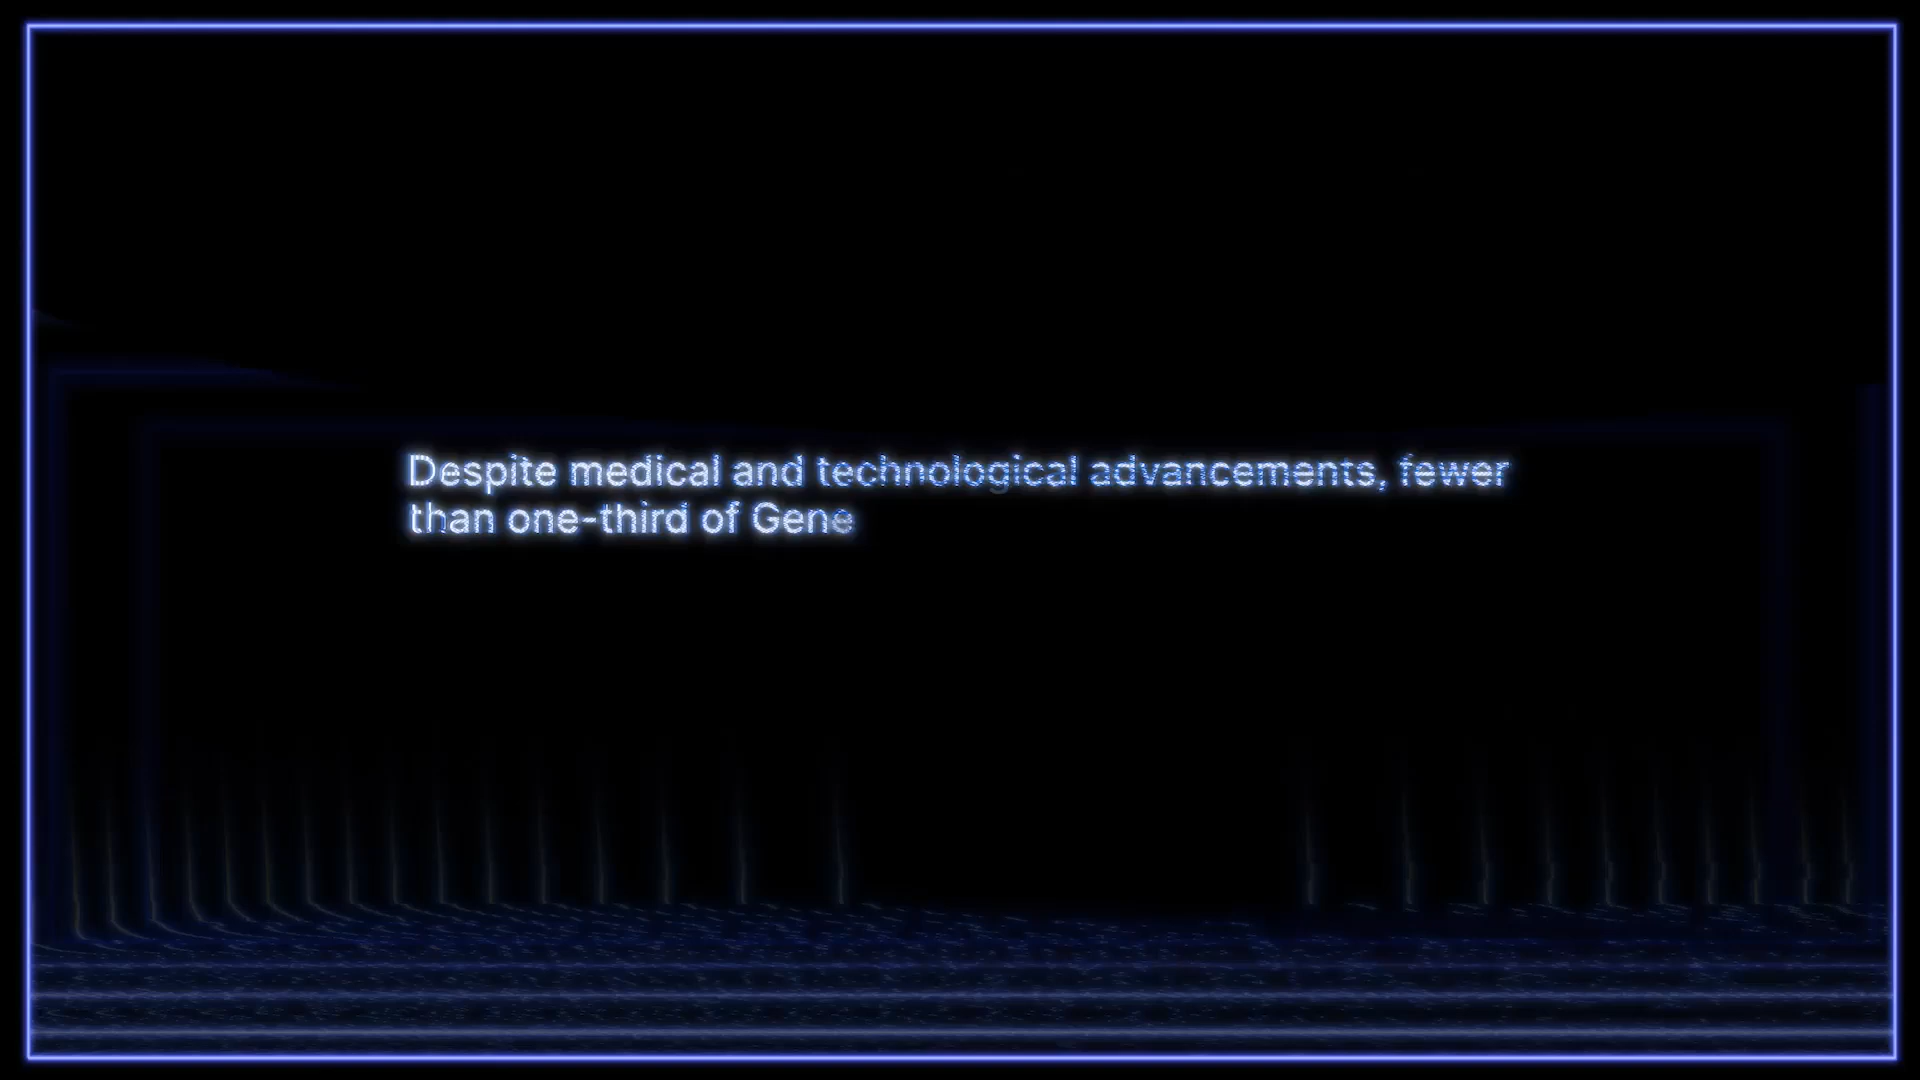 Despite medical and technological advancements, fewer
than one-third of Gene